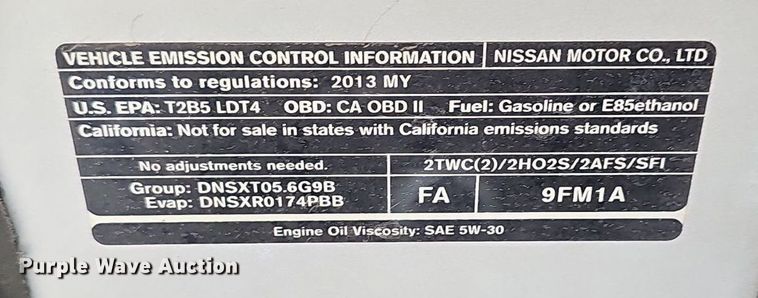 VEHICLE EMISSION CONTROL INFORMATION NISSAN MOTOR CO., LTD
Conforms to regulations: 2013 MY
U.S. EPA: T2B5 LDT4 OBD: CA OBD II Fuel: Gasoline or E85ethanol
California: Not for sale in states with California emissions standards
No adjustments needed. 2TWC(2)/2HO2S/2AFS/SFI
Group: DNSXT05.6G9B FA 9FM1A
Evap: DNSXR0174PBB
Engine Oil Viscosity: SAE 5W-30
Purple Wave Auction